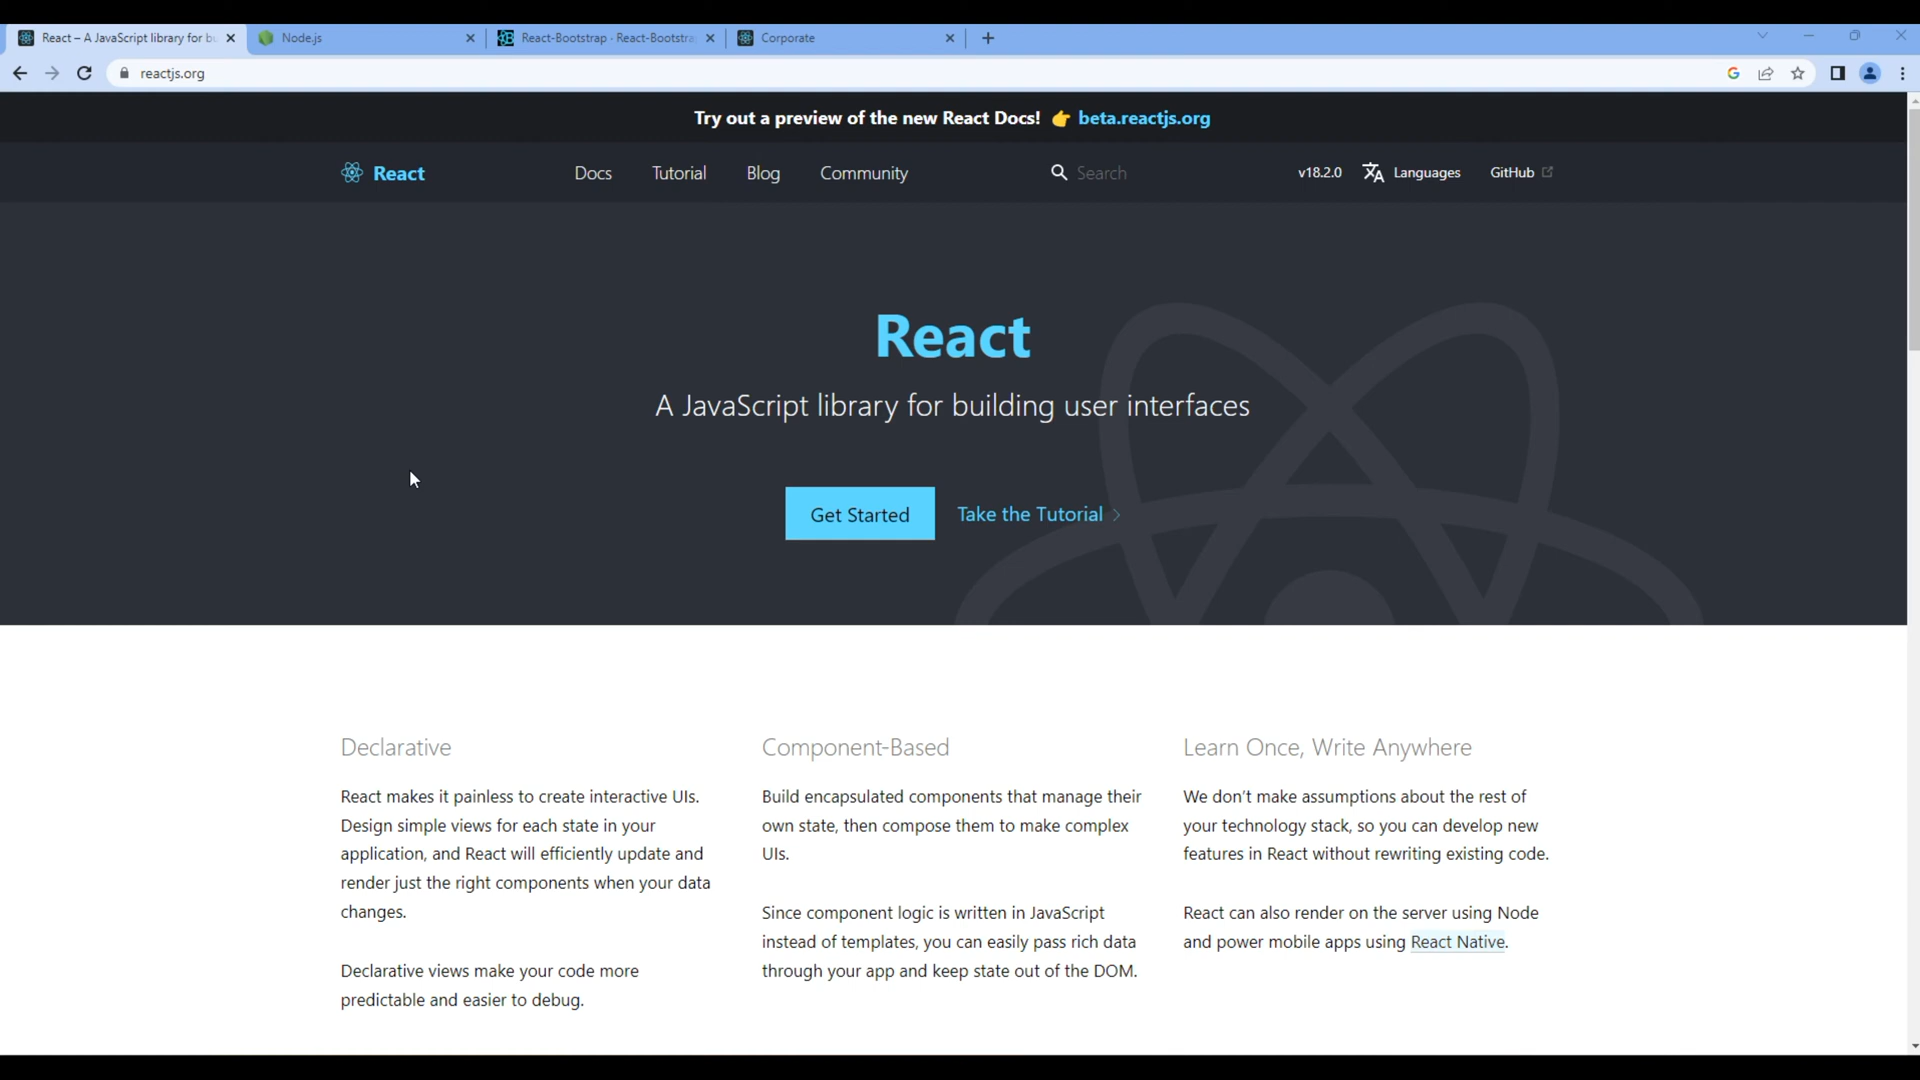 React – A JavaScript library for bu
Node.js
React-Bootstrap · React-Bootstra
Corporate
reactjs.org
Try out a preview of the new React Docs! 👉 beta.reactjs.org
React
Docs
Tutorial
Blog
Community
Search
v18.2.0
Languages
GitHub
React
A JavaScript library for building user interfaces
Get Started
Take the Tutorial
Declarative
React makes it painless to create interactive UIs.
Design simple views for each state in your
application, and React will efficiently update and
render just the right components when your data
changes.
Declarative views make your code more
predictable and easier to debug.
Component-Based
Build encapsulated components that manage their
own state, then compose them to make complex
UIs.
Since component logic is written in JavaScript
instead of templates, you can easily pass rich data
through your app and keep state out of the DOM.
Learn Once, Write Anywhere
We don't make assumptions about the rest of
your technology stack, so you can develop new
features in React without rewriting existing code.
React can also render on the server using Node
and power mobile apps using React Native.